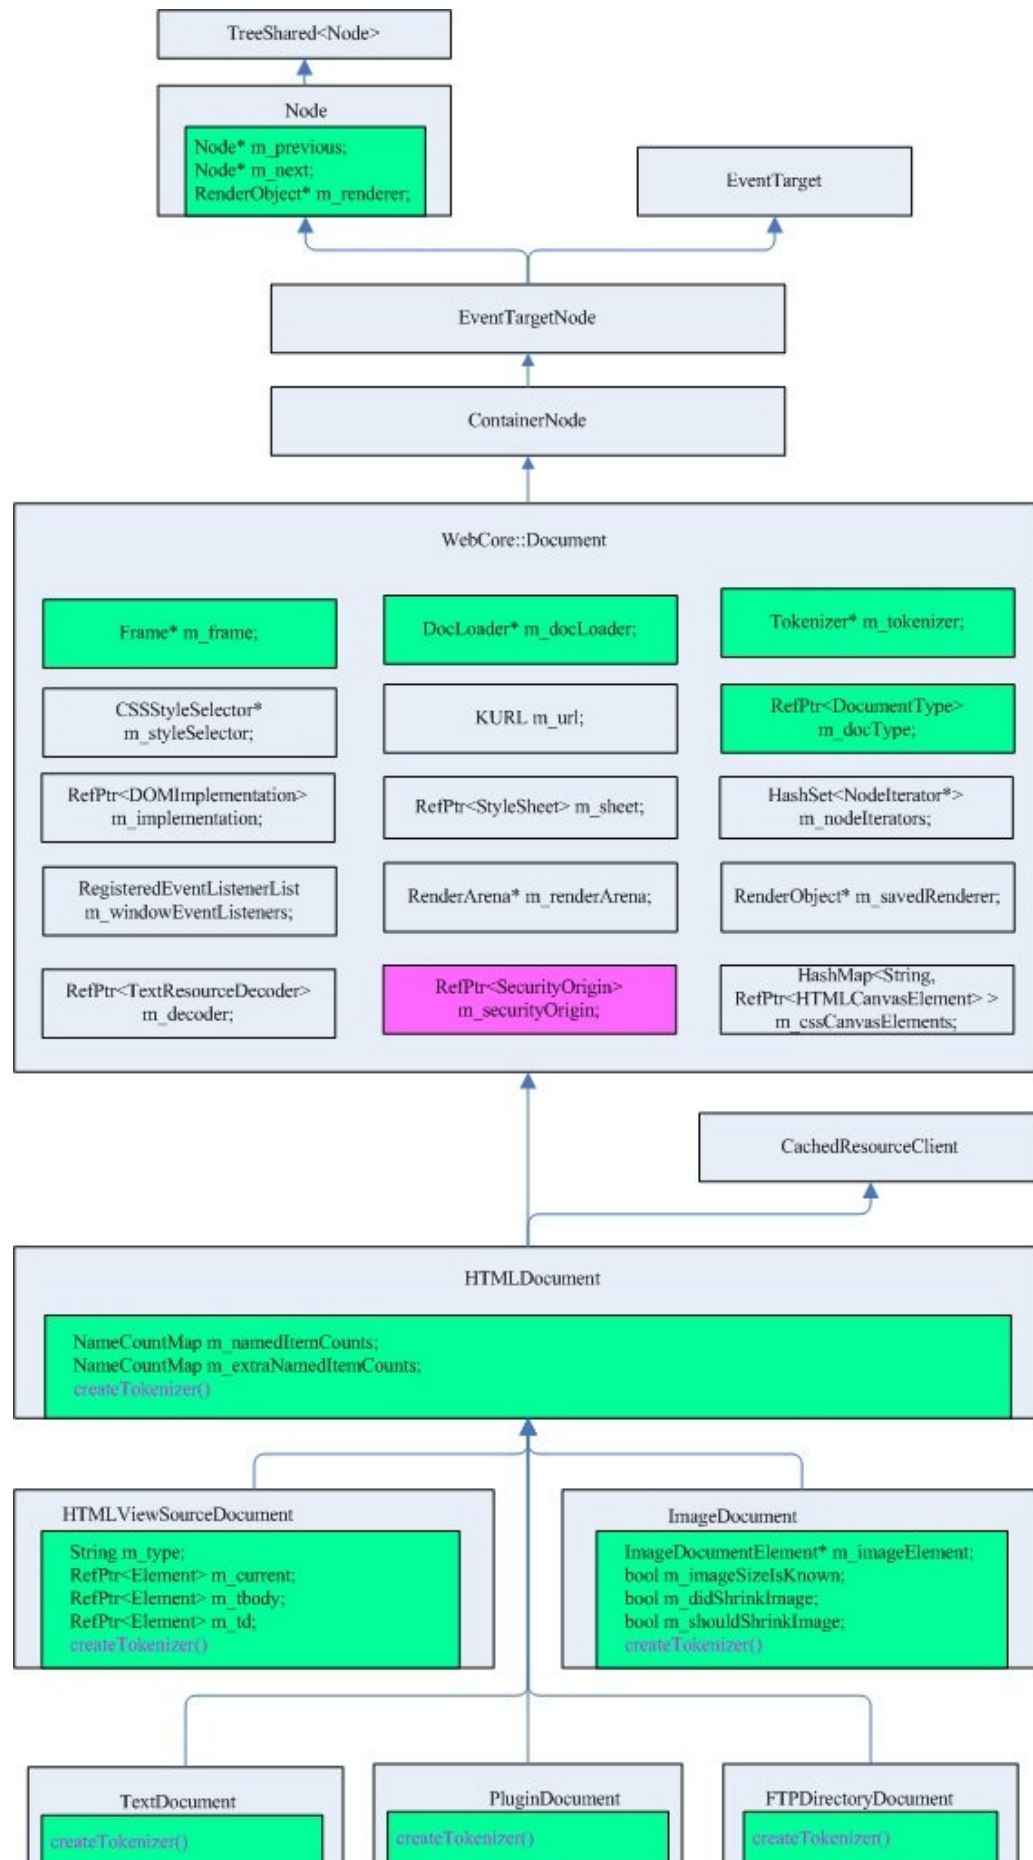 TreeShared<Node>
Node
Node* m_previous;
Node* m_next;
RenderObject* m_renderer;
EventTarget
EventTargetNode
ContainerNode
WebCore::Document
Frame* m_frame;
DocLoader* m_docLoader;
Tokenizer* m_tokenizer;
CSSStyleSelector*
m_styleSelector;
KURL m_url;
RefPtr<DocumentType>
m_docType;
RefPtr<DOMImplementation>
m_implementation;
RefPtr<StyleSheet> m_sheet;
HashSet<NodeIterator*>
m_nodeIterators;
RegisteredEventListenerList
m_windowEventListeners;
RenderArena* m_renderArena;
RenderObject* m_savedRenderer;
RefPtr<TextResourceDecoder>
m_decoder;
RefPtr<SecurityOrigin>
m_securityOrigin;
HashMap<String,
RefPtr<HTMLCanvasElement> >
m_cssCanvasElements;
CachedResourceClient
HTMLDocument
NameCountMap m_namedItemCounts;
NameCountMap m_extraNamedItemCounts;
createTokenizer()
HTMLViewSourceDocument
String m_type;
RefPtr<Element> m_current;
RefPtr<Element> m_tbody;
RefPtr<Element> m_td;
createTokenizer()
ImageDocument
ImageDocumentElement* m_imageElement;
bool m_imageSizeIsKnown;
bool m_didShrinkImage;
bool m_shouldShrinkImage;
createTokenizer()
TextDocument
createTokenizer()
PluginDocument
createTokenizer()
FTPDirectoryDocument
createTokenizer()